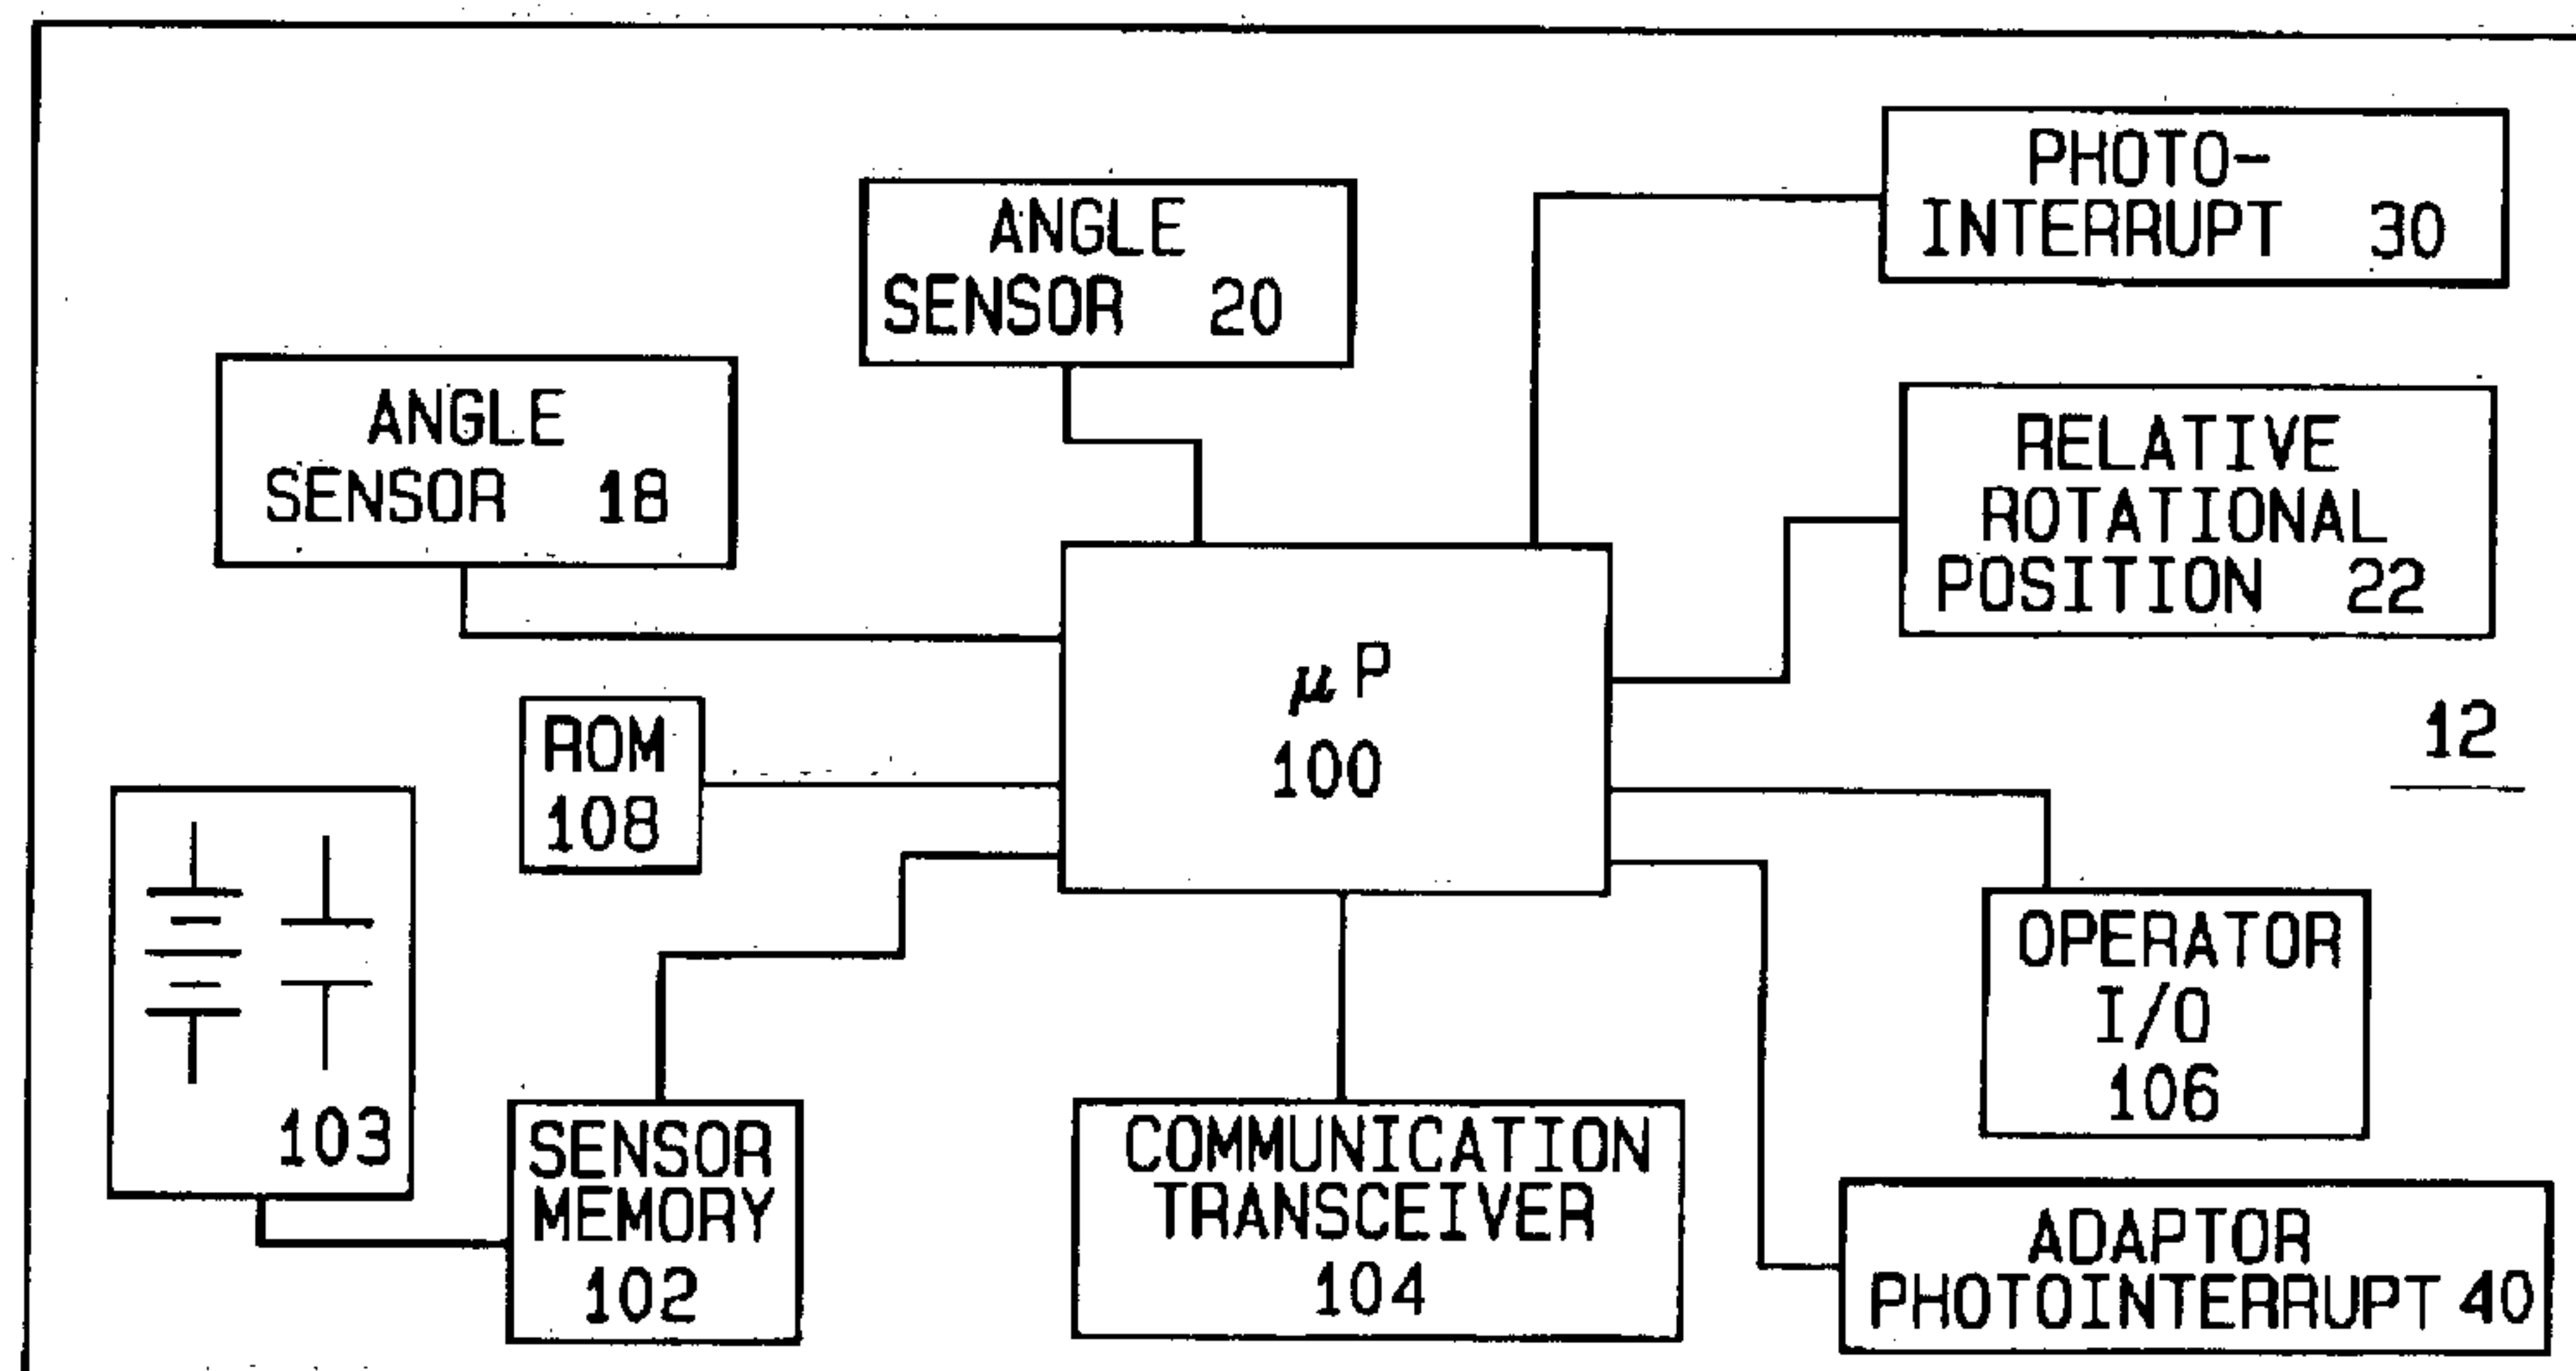 PHOTO-
INTERRUPT 30
ANGLE
SENSOR 20
ANGLE
SENSOR 18
RELATIVE
ROTATIONAL
POSITION 22
µP
100
12
ROM
108
103
OPERATOR
I/O
106
SENSOR
MEMORY
102
COMMUNICATION
TRANSCEIVER
104
ADAPTOR
PHOTOINTERRUPT 40